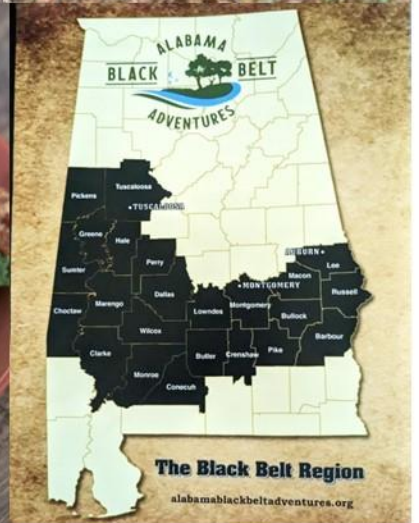 ALABAMA
BLACK BELT
ADVENTURES
Pickens
Tuscaloosa
TUSCALOOSA
Greene
Hale
Sumter
Perry
AUBURN
Lee
Macon
MONTGOMERY
Russell
Choctaw
Marengo
Dallas
Lowndes
Montgomery
Bullock
Wilcox
Barbour
Clarke
Butler
Crenshaw
Pike
Monroe
Conecuh
The Black Belt Region
alabamablackbeltadventures.org